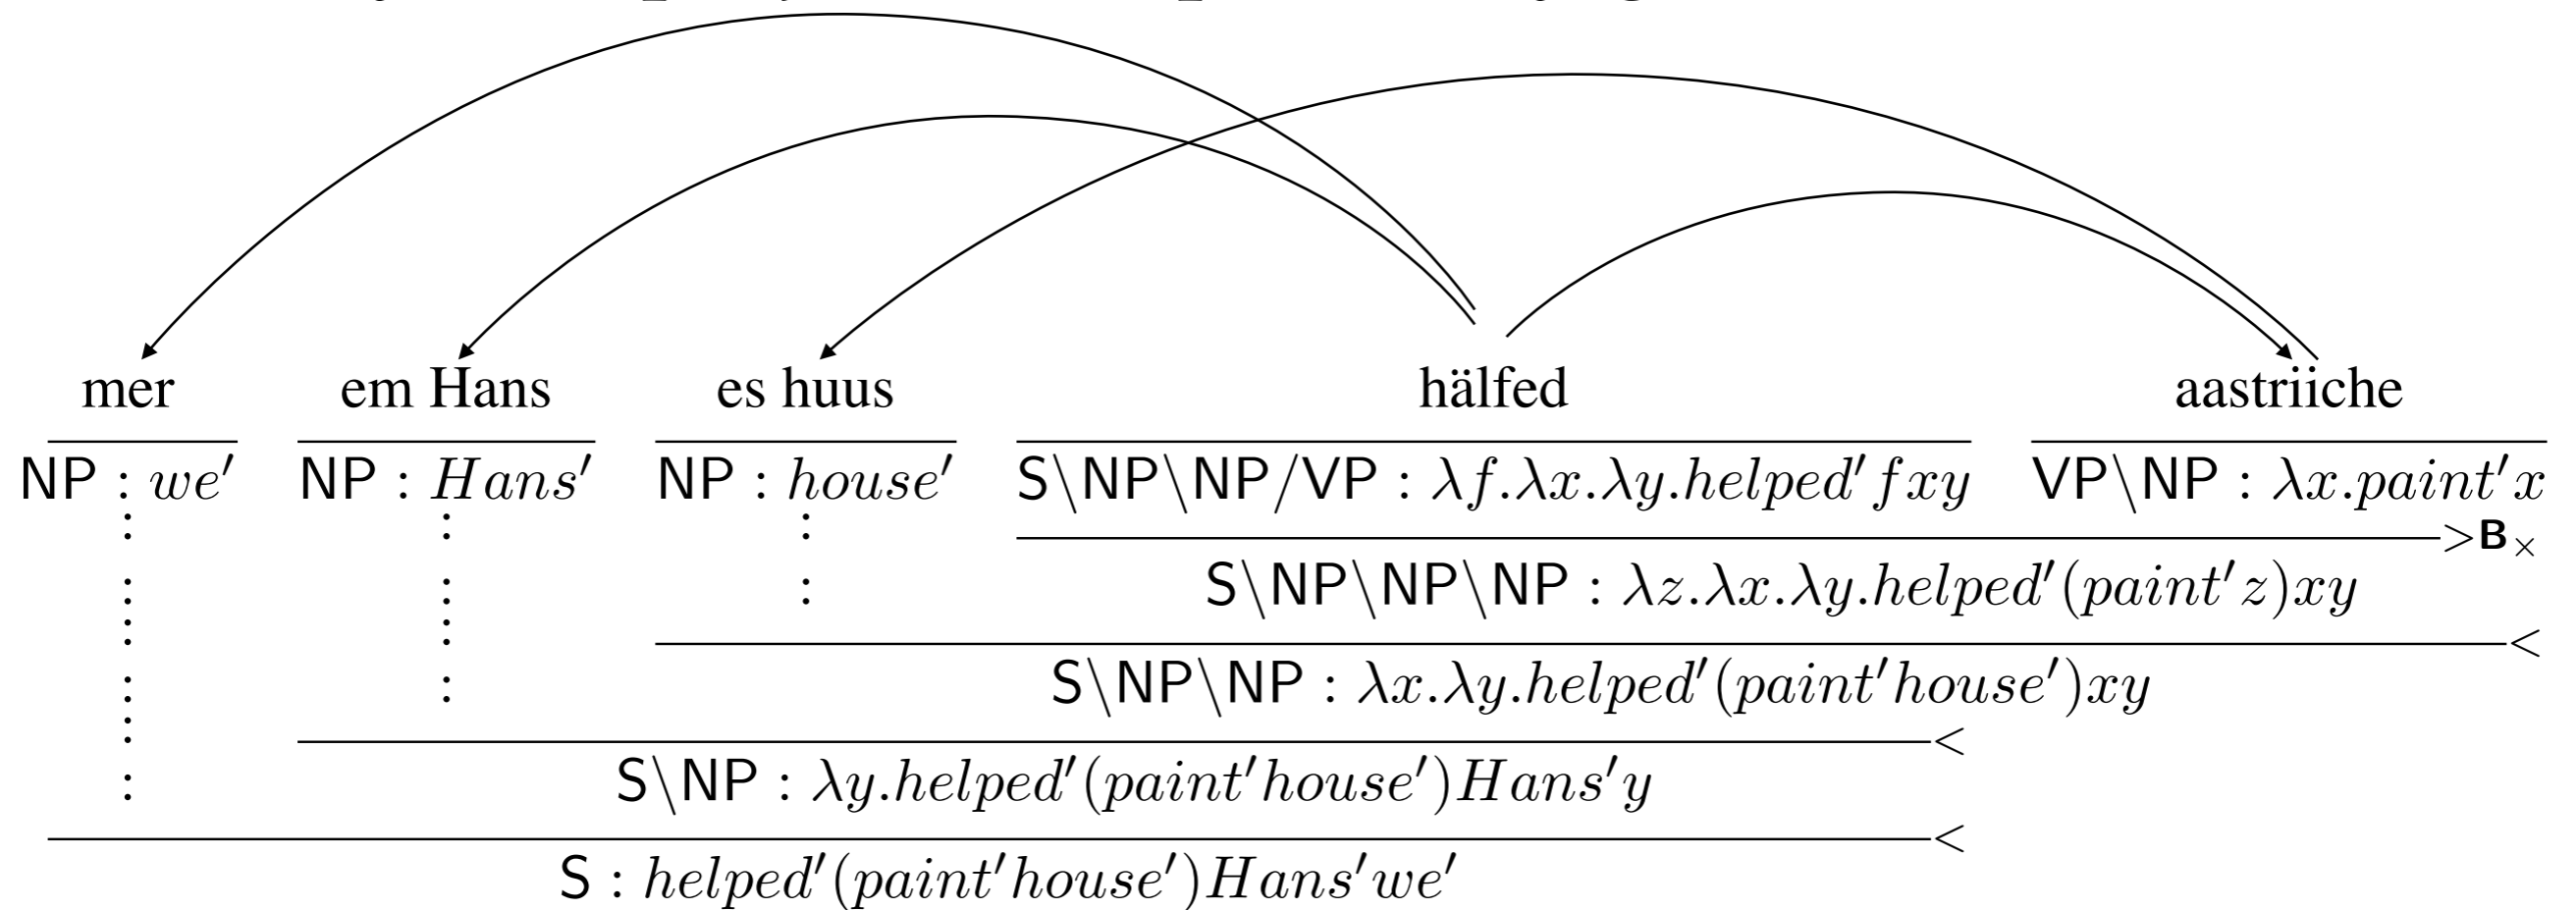 mer em Hans es huus hälfed aastriiche
NP : we′ NP : Hans′ NP : house′ S\NP\NP/VP : λf.λx.λy.helped′fxy VP\NP : λx.paint′x
>B×
S\NP\NP\NP : λz.λx.λy.helped′(paint′z)xy
<
S\NP\NP : λx.λy.helped′(paint′house′)xy
<
S\NP : λy.helped′(paint′house′)Hans′y
<
S : helped′(paint′house′)Hans′we′